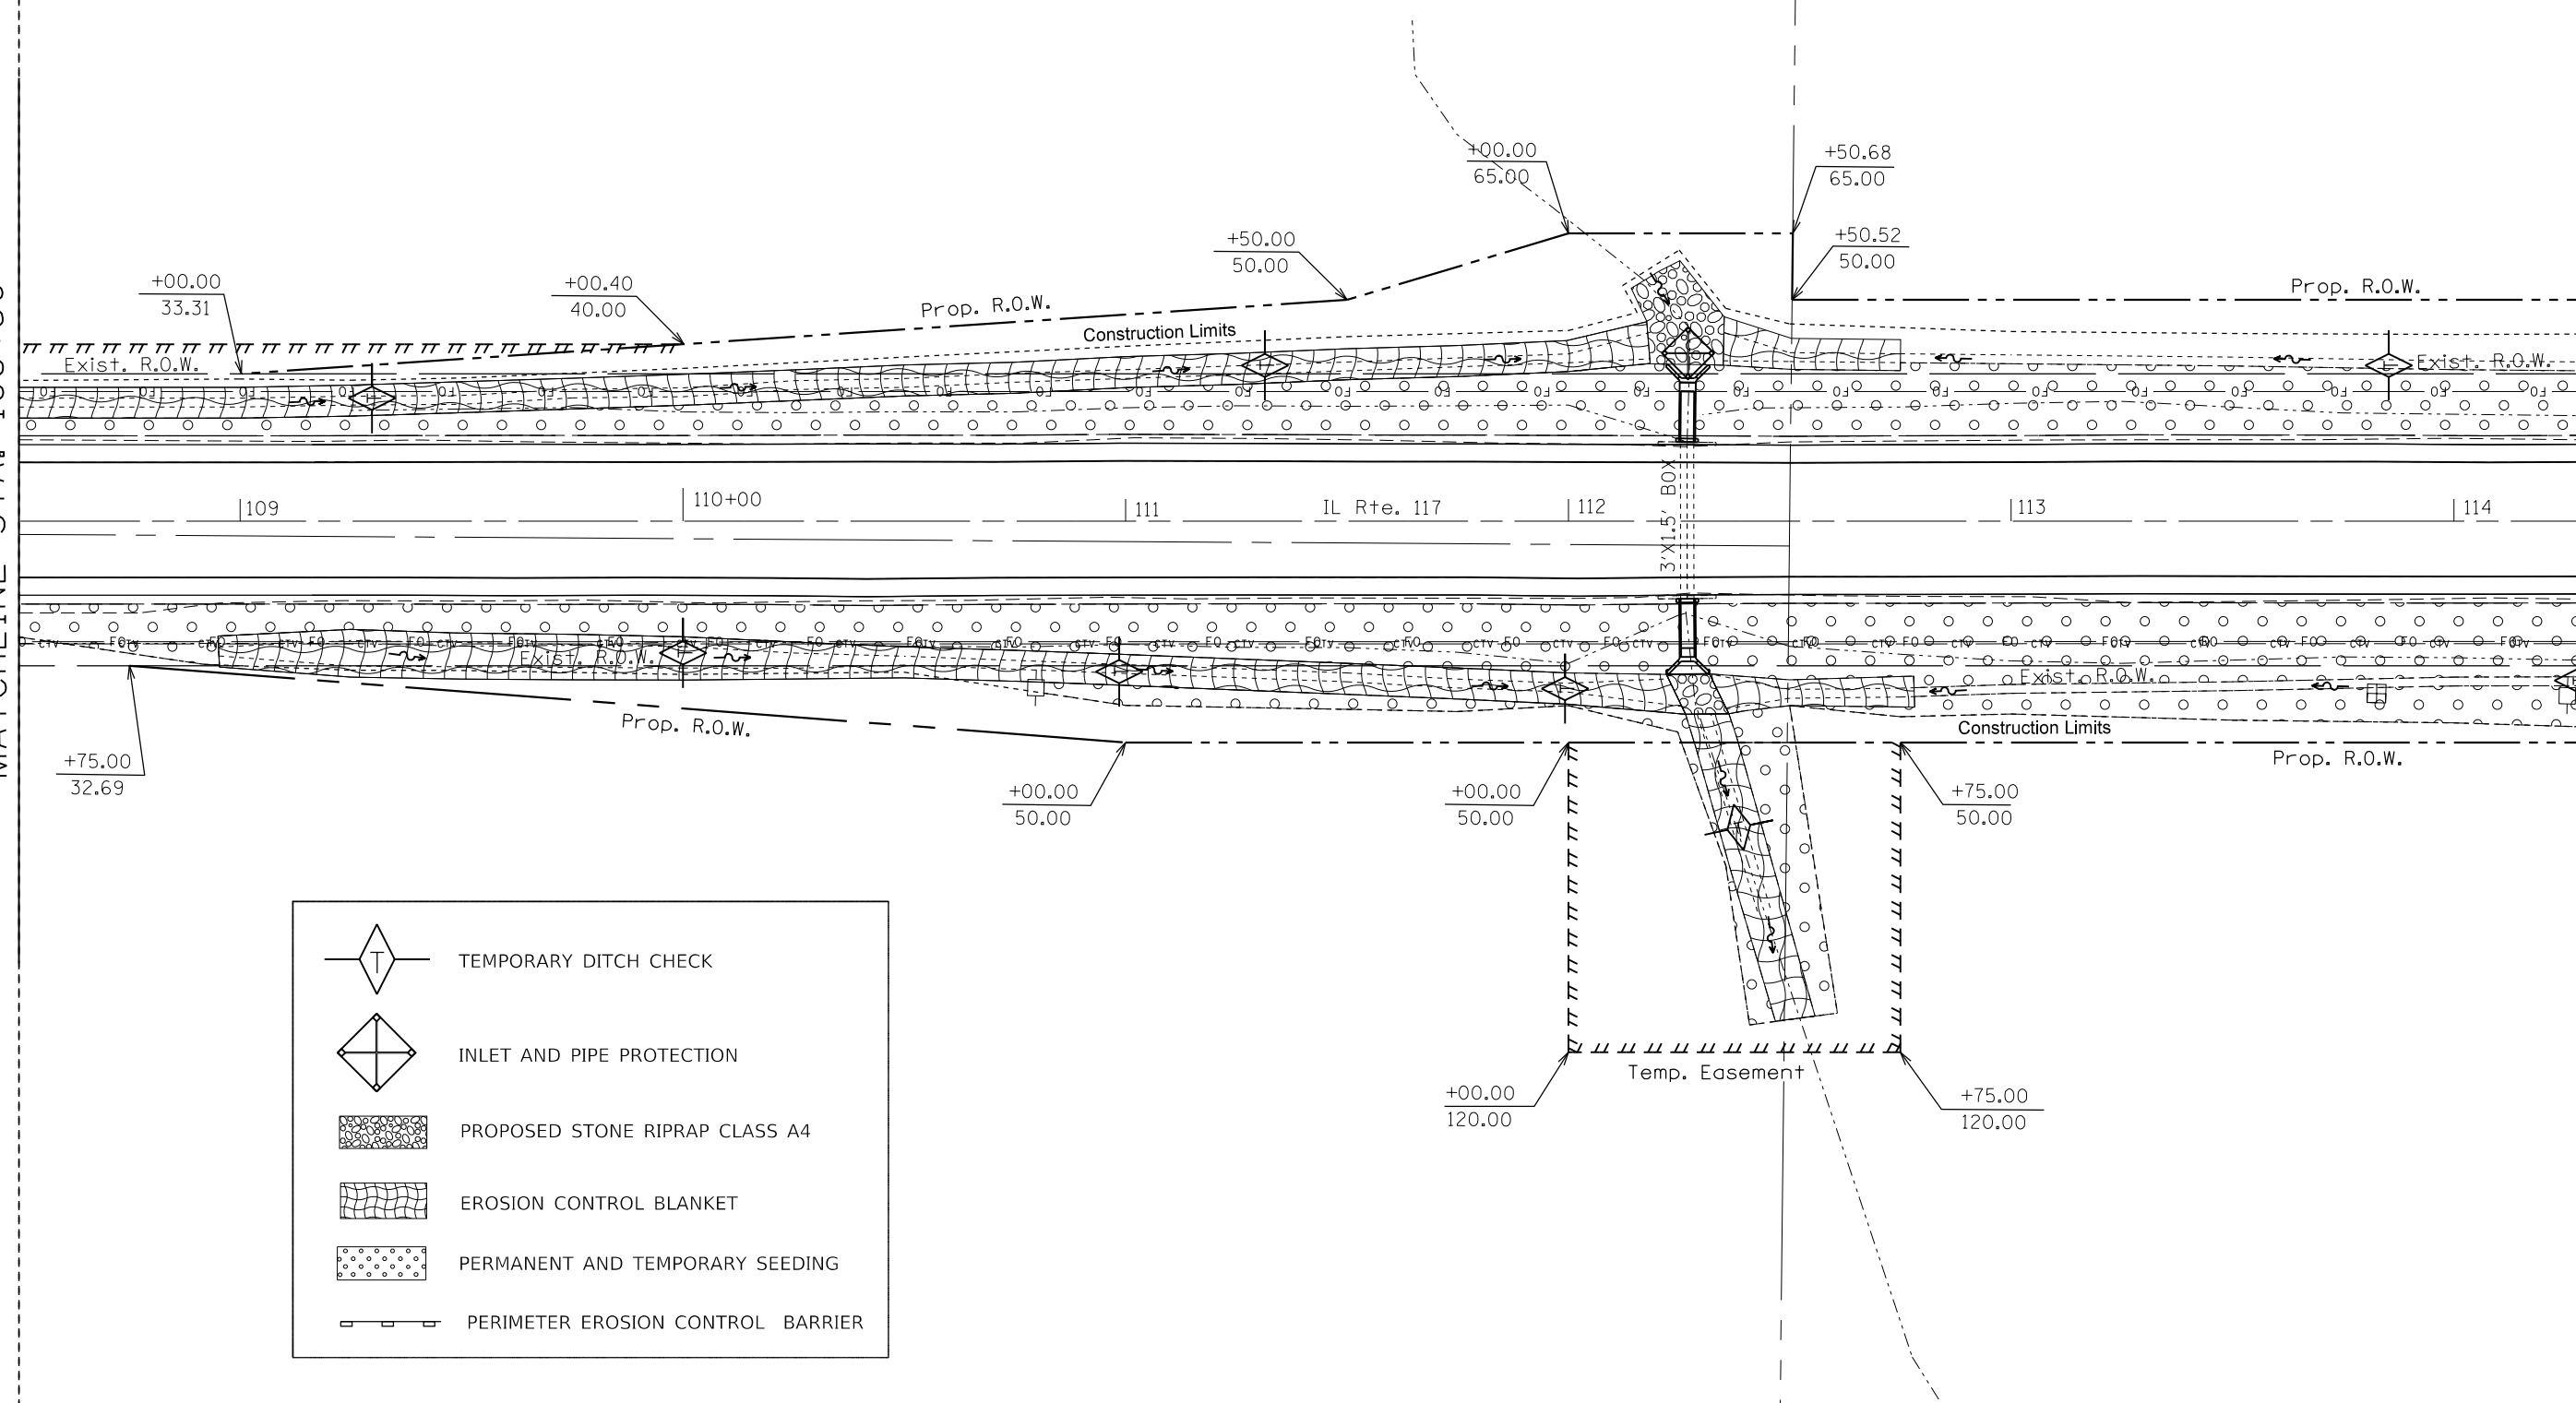 +00.00
65.00
+50.68
65.00
+50.00
50.00
+50.52
50.00
+00.00
33.31
+00.40
40.00
Prop. R.O.W.
Prop. R.O.W.
Construction Limits
Exist. R.O.W.
Exist. R.O.W.
109
110+00
111
IL Rte. 117
112
3'X1.5' BOX
113
114
Exist. R.O.W.
Exist. R.O.W.
Prop. R.O.W.
Construction Limits
Prop. R.O.W.
+75.00
32.69
+00.00
50.00
+00.00
50.00
+75.00
50.00
Temp. Easement
+00.00
120.00
+75.00
120.00
T TEMPORARY DITCH CHECK
INLET AND PIPE PROTECTION
PROPOSED STONE RIPRAP CLASS A4
EROSION CONTROL BLANKET
PERMANENT AND TEMPORARY SEEDING
PERIMETER EROSION CONTROL BARRIER